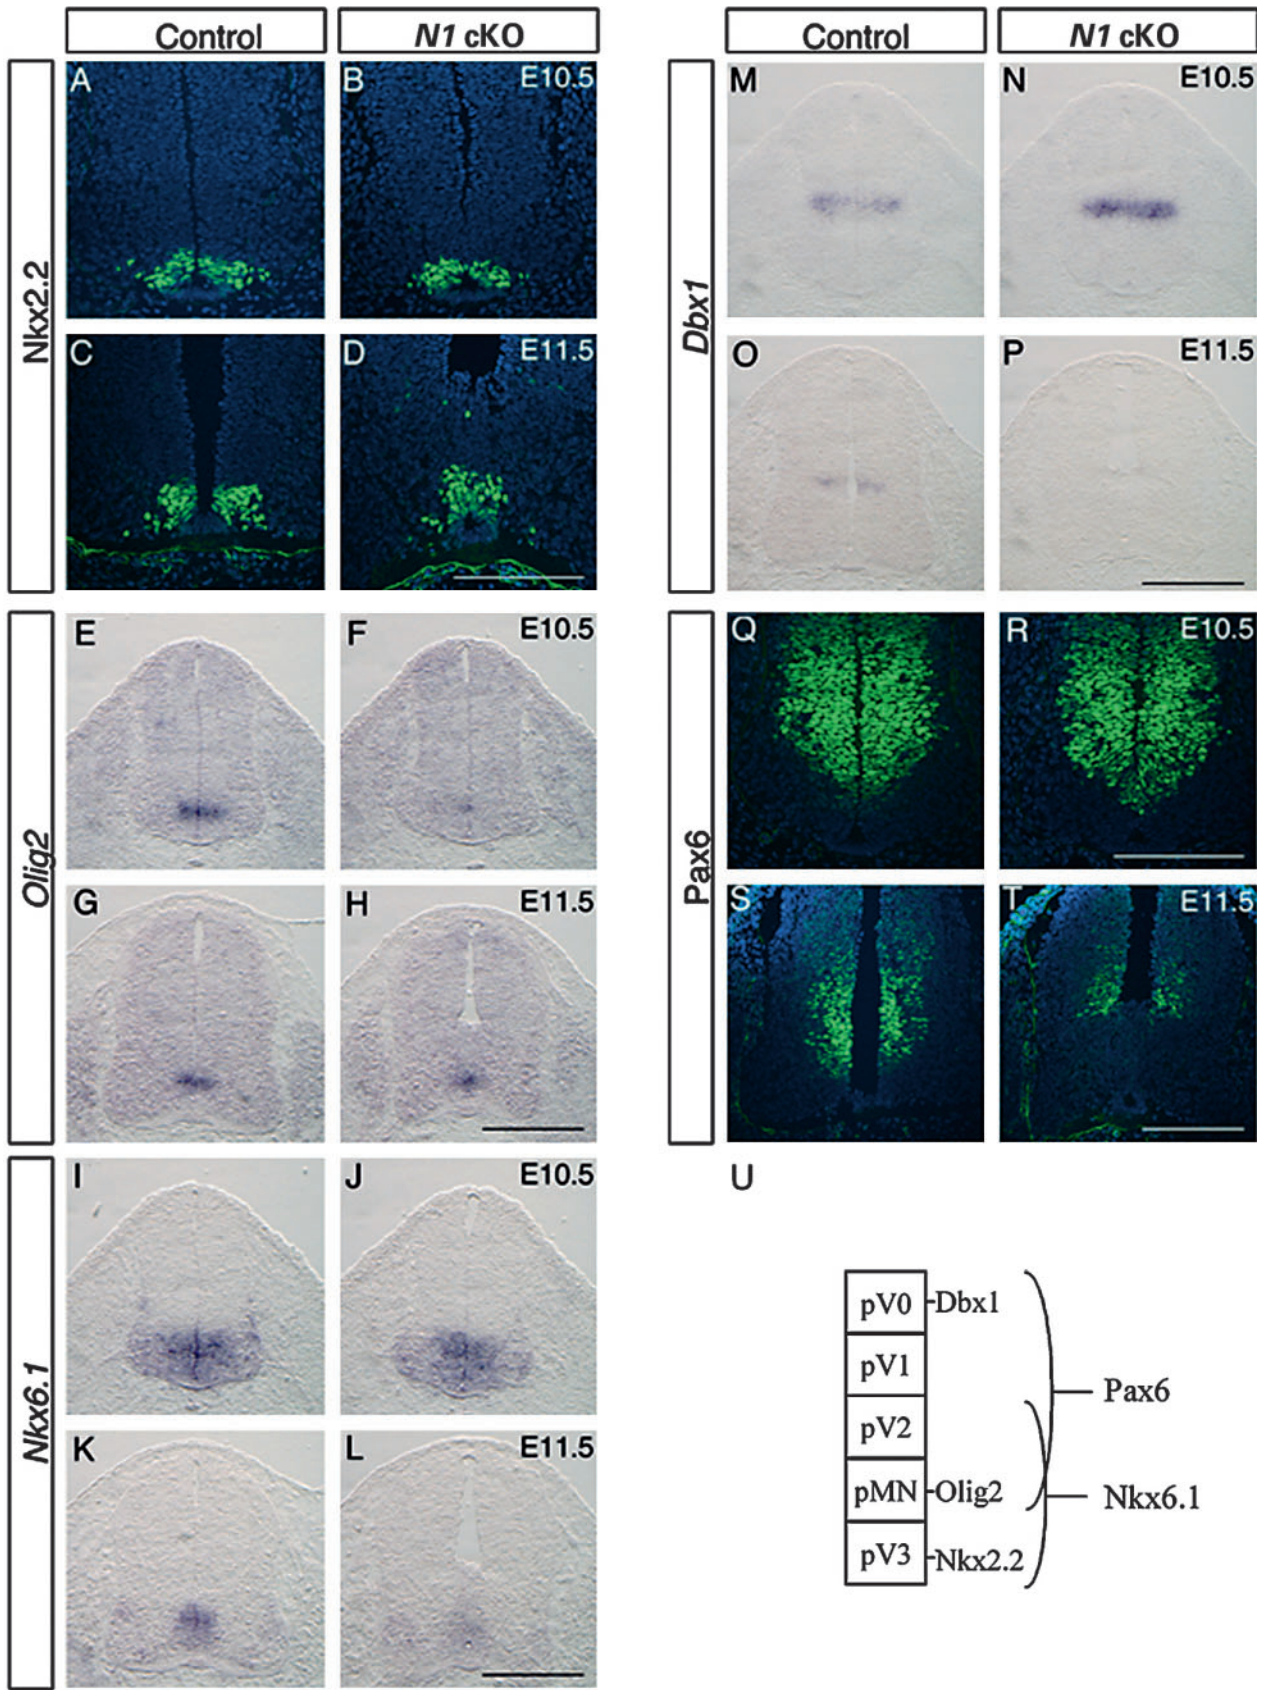 Control
N1 cKO
Nkx2.2
A
B E10.5
C
D E11.5
Olig2
E
F E10.5
G
H E11.5
Nkx6.1
I
J E10.5
K
L E11.5
Control
N1 cKO
Dbx1
M
N E10.5
O
P E11.5
Pax6
Q
R E10.5
S
T E11.5
U
pV0 Dbx1
pV1
Pax6
pV2
pMN Olig2
Nkx6.1
pV3 Nkx2.2